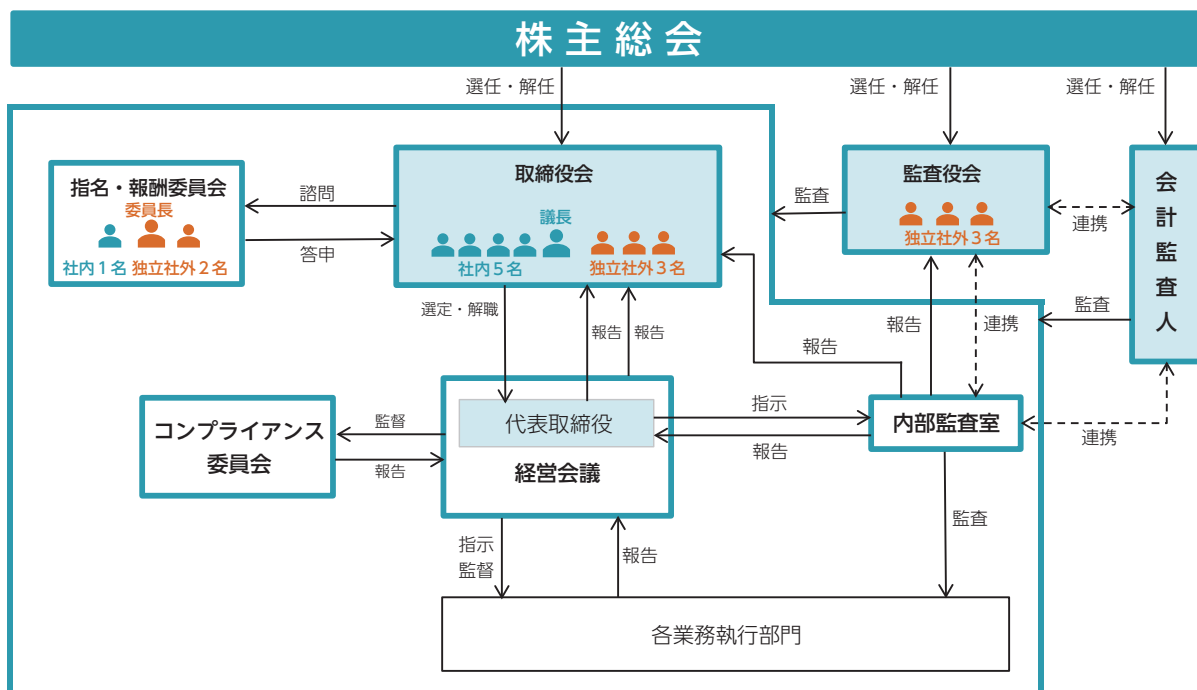 株主総会
選任・解任
選任・解任
選任・解任
指名・報酬委員会
委員長
社内1名 独立社外2名
諮問
答申
取締役会
議長
社内5名
独立社外3名
監査
監査役会
独立社外3名
連携
会計監査人
選定・解職
報告
報告
報告
報告
連携
監査
コンプライアンス
委員会
監督
報告
代表取締役
経営会議
指示
報告
内部監査室
連携
指示
監督
報告
監査
各業務執行部門